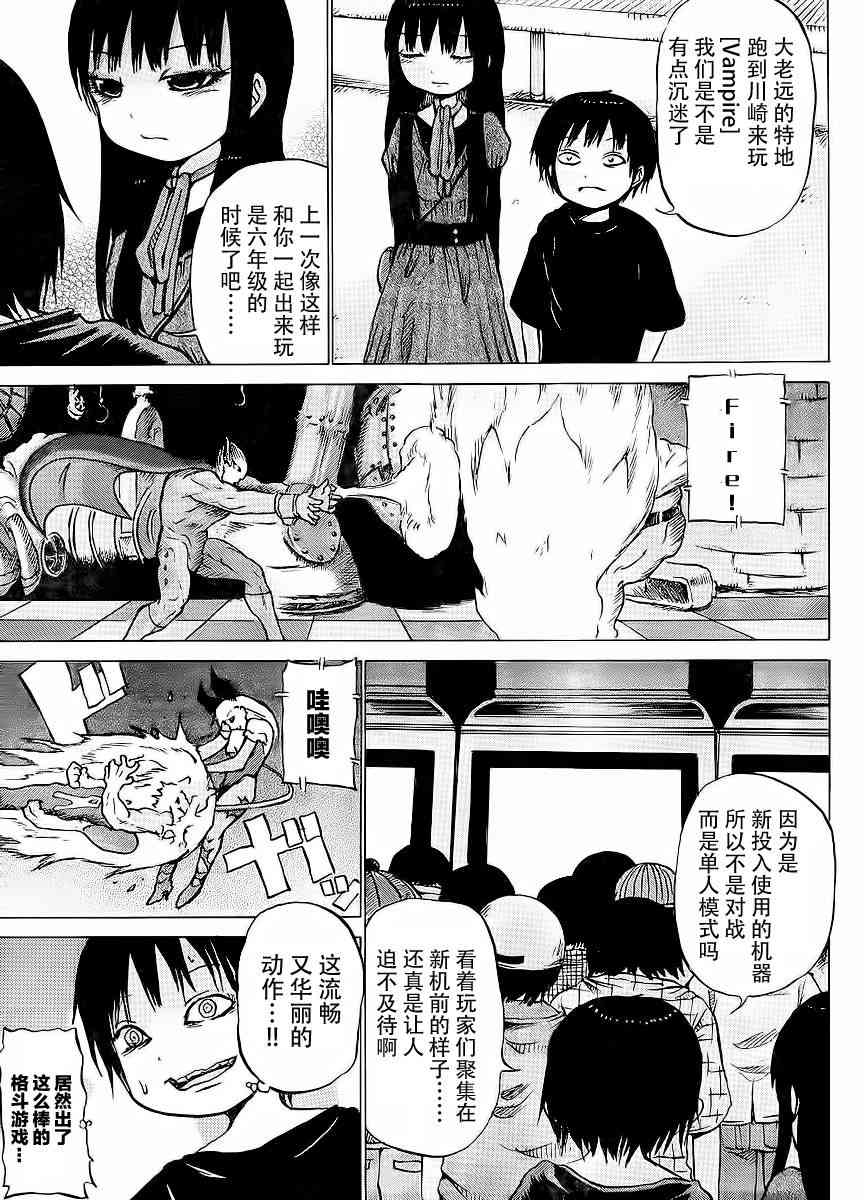 大老远的特地
跑到川崎来玩
[Vampire]
我们是不是
有点沉迷了
上一次像这样
和你一起出来玩
是六年级的
时候了吧……
Fire!
因为是
新投入使用的机器
所以不是对战
而是单人模式吗
看着玩家们聚集在
新机前的样子……
还真是让人
迫不及待啊
哇噢噢
ドド
ガッ
这流畅
又华丽的
动作…!!
居然出了
这么棒的
格斗游戏…